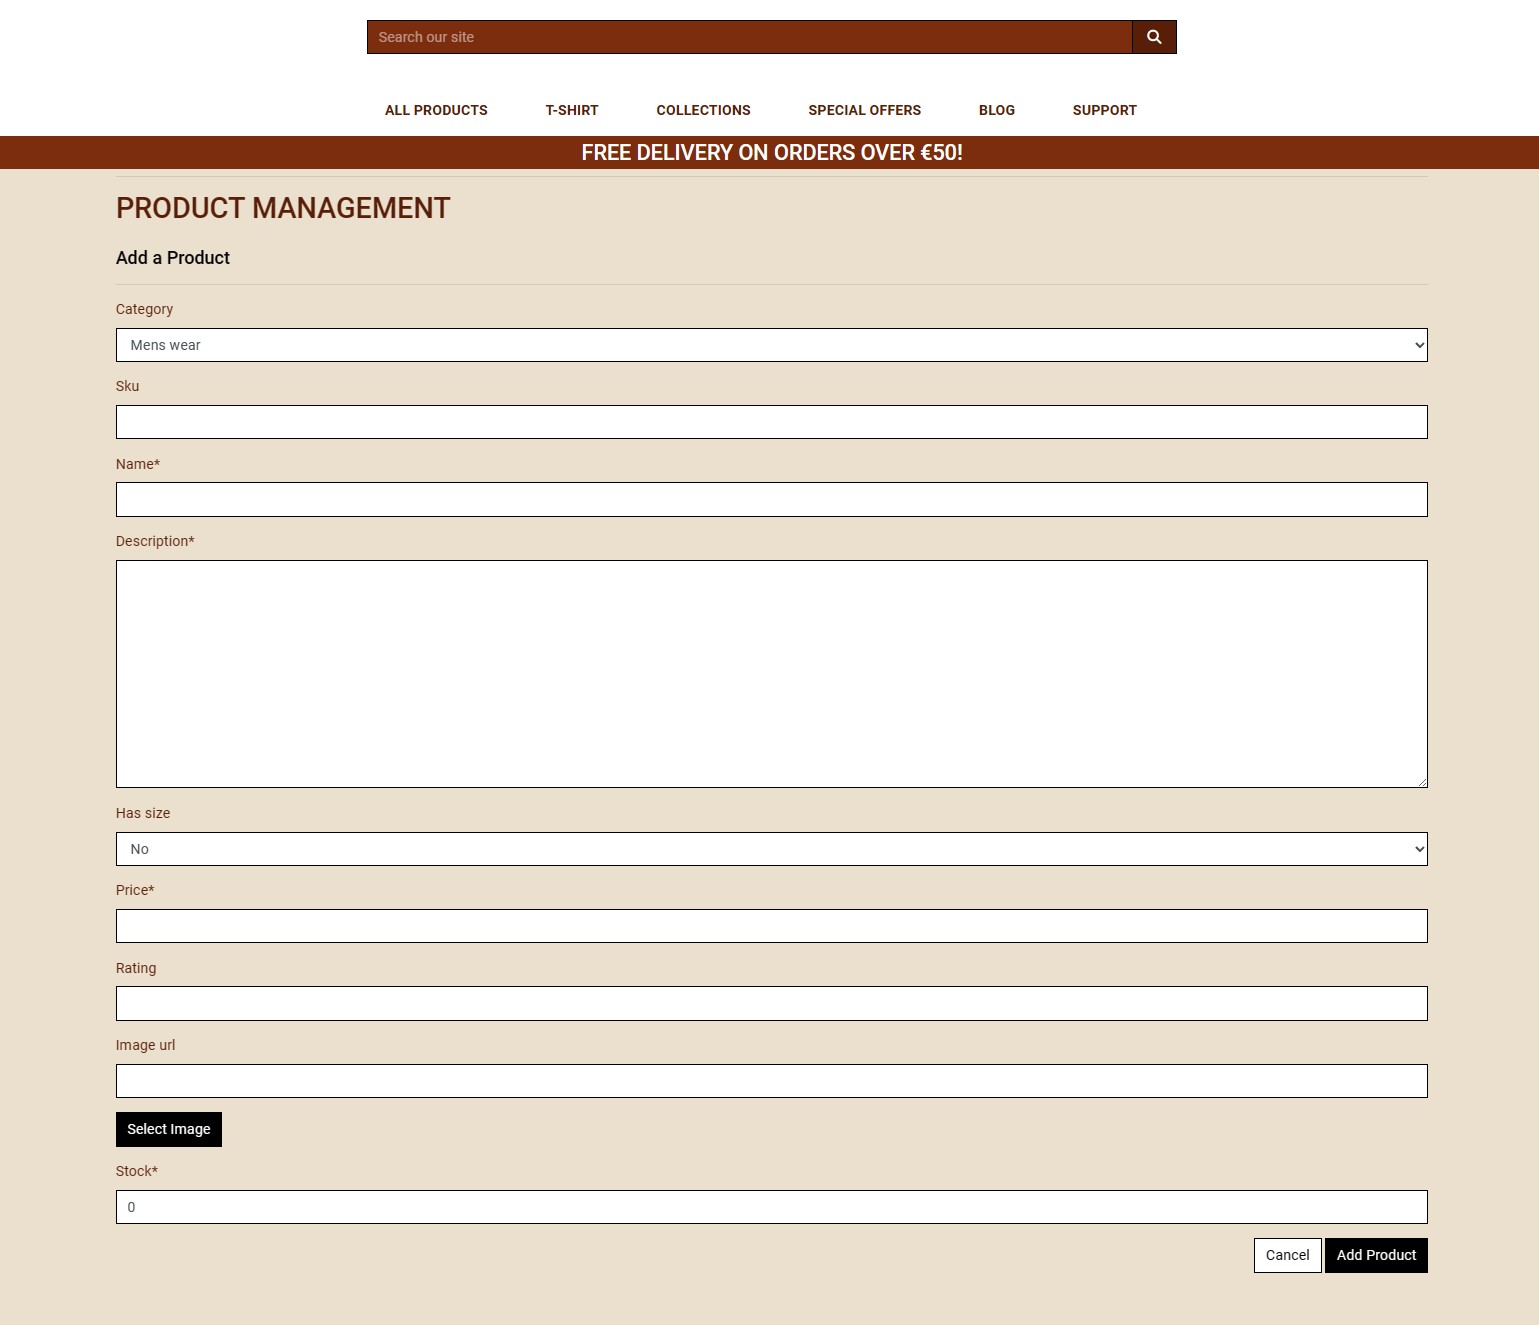 Search our site
ALL PRODUCTS T-SHIRT COLLECTIONS SPECIAL OFFERS BLOG SUPPORT
FREE DELIVERY ON ORDERS OVER €50!
PRODUCT MANAGEMENT
Add a Product
Category
Mens wear
Sku
Name*
Description*
Has size
No
Price*
Rating
Image url
Select Image
Stock*
0
Cancel Add Product